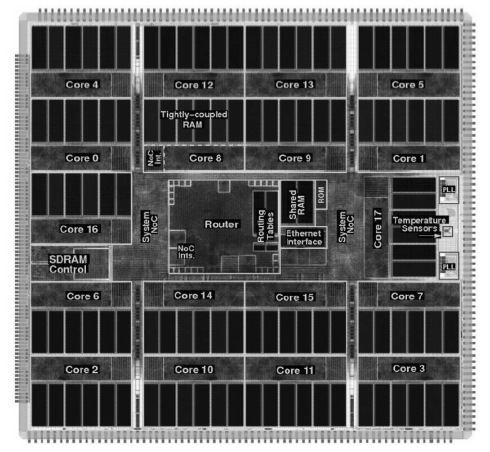 Core 4
Core 12
Core 13
Core 5
Tightly-coupled
RAM
Core 0
NoC
Int.
Core 8
Core 9
Core 1
Core 16
System
NoC
Router
Routing
Tables
Shared
RAM
ROM
System
NoC
Core 17
PLL
Temperature
Sensors
Ethernet
Interface
NoC
Ints.
SDRAM
Control
PLL
Core 6
Core 14
Core 15
Core 7
Core 2
Core 10
Core 11
Core 3